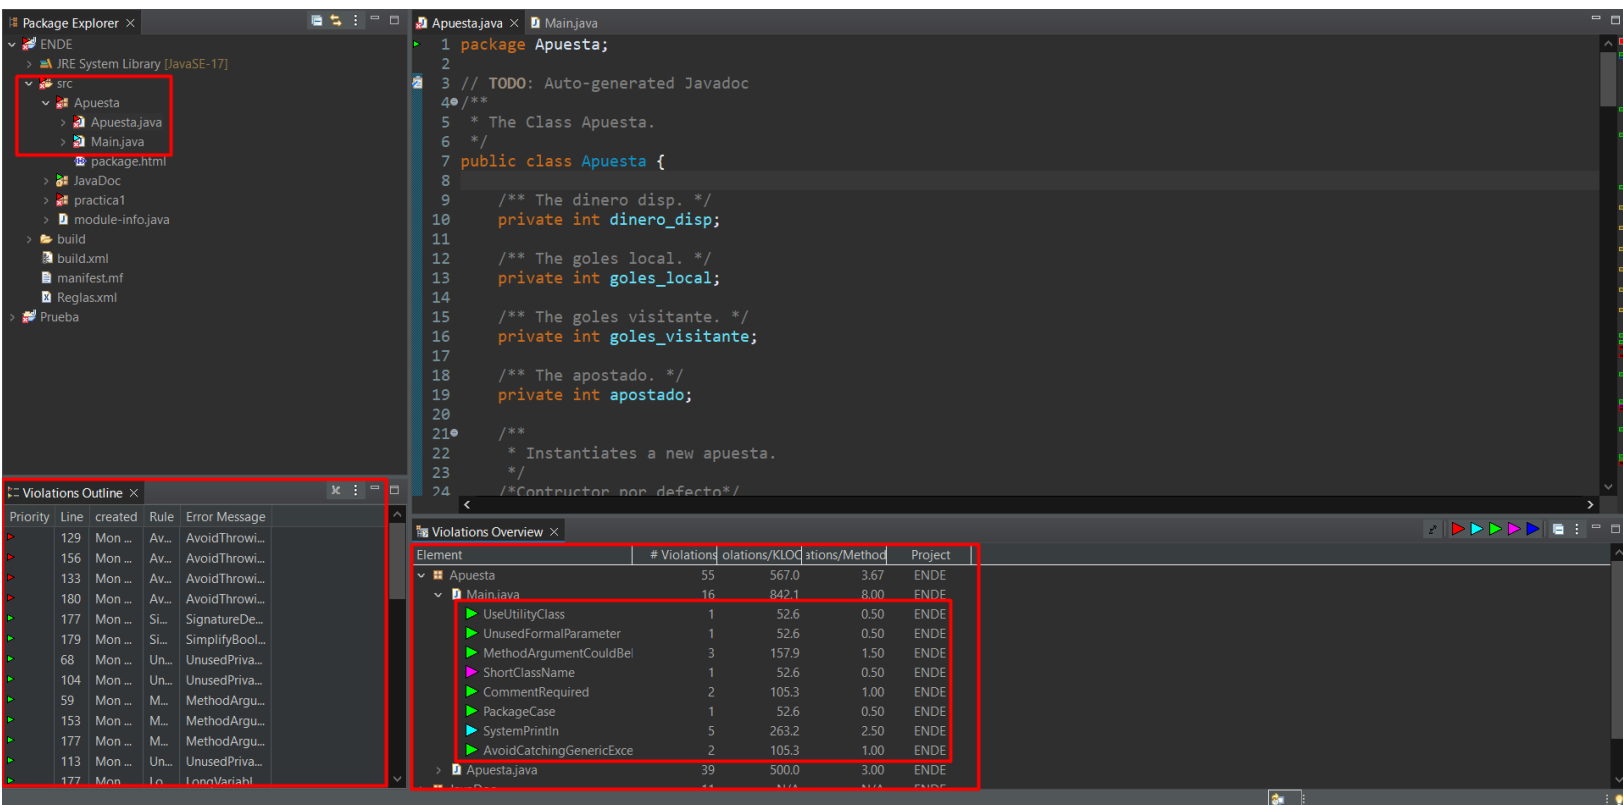 Package Explorer
ENDE
JRE System Library [JavaSE-17]
src
Apuesta
Apuesta.java
Main.java
package.html
JavaDoc
practica1
module-info.java
build
build.xml
manifest.mf
Reglas.xml
Prueba
Apuesta.java Main.java
1 package Apuesta;
2
3 // TODO: Auto-generated Javadoc
4 /**
5 * The Class Apuesta.
6 */
7 public class Apuesta {
8
9 /** The dinero disp. */
10 private int dinero_disp;
11
12 /** The goles local. */
13 private int goles_local;
14
15 /** The goles visitante. */
16 private int goles_visitante;
17
18 /** The apostado. */
19 private int apostado;
20
21 /**
22 * Instantiates a new apuesta.
23 */
24 /*Contructor por defecto*/
Violations Outline
Priority Line created Rule Error Message
129 Mon ... Av... AvoidThrowi...
156 Mon ... Av... AvoidThrowi...
133 Mon ... Av... AvoidThrowi...
180 Mon ... Av... AvoidThrowi...
177 Mon ... Si... SignatureDe...
179 Mon ... Si... SimplifyBool...
68 Mon ... Un... UnusedPriva...
104 Mon ... Un... UnusedPriva...
59 Mon ... M... MethodArgu...
153 Mon ... M... MethodArgu...
177 Mon ... M... MethodArgu...
113 Mon ... Un... UnusedPriva...
177 Mon ... Lo... LongVariabl...
Violations Overview
Element # Violations olations/KLOC ations/Method Project
Apuesta 55 567.0 3.67 ENDE
Main.java 16 842.1 8.00 ENDE
UseUtilityClass 1 52.6 0.50 ENDE
UnusedFormalParameter 1 52.6 0.50 ENDE
MethodArgumentCouldBe 3 157.9 1.50 ENDE
ShortClassName 1 52.6 0.50 ENDE
CommentRequired 2 105.3 1.00 ENDE
PackageCase 1 52.6 0.50 ENDE
SystemPrintln 5 263.2 2.50 ENDE
AvoidCatchingGenericExce 2 105.3 1.00 ENDE
Apuesta.java 39 500.0 3.00 ENDE
JavaDoc 11 N/A N/A ENDE